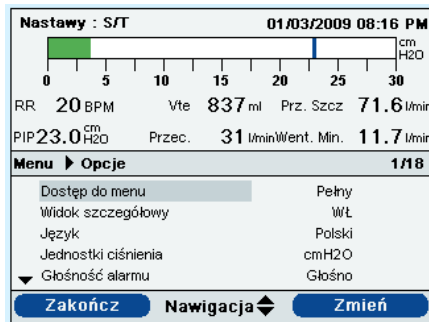 Nastawy : S/T 01/03/2009 08:16 PM
cm
H2O
0 5 10 15 20 25 30
RR 20 BPM Vte 837 ml Prz. Szcz 71.6 l/min
PIP 23.0 cm H2O Przec. 31 l/min Went. Min. 11.7 l/min
Menu Opcje 1/18
Dostęp do menu Pełny
Widok szczegółowy WŁ
Język Polski
Jednostki ciśnienia cmH2O
Głośność alarmu Głośno
Zakończ Nawigacja Zmień